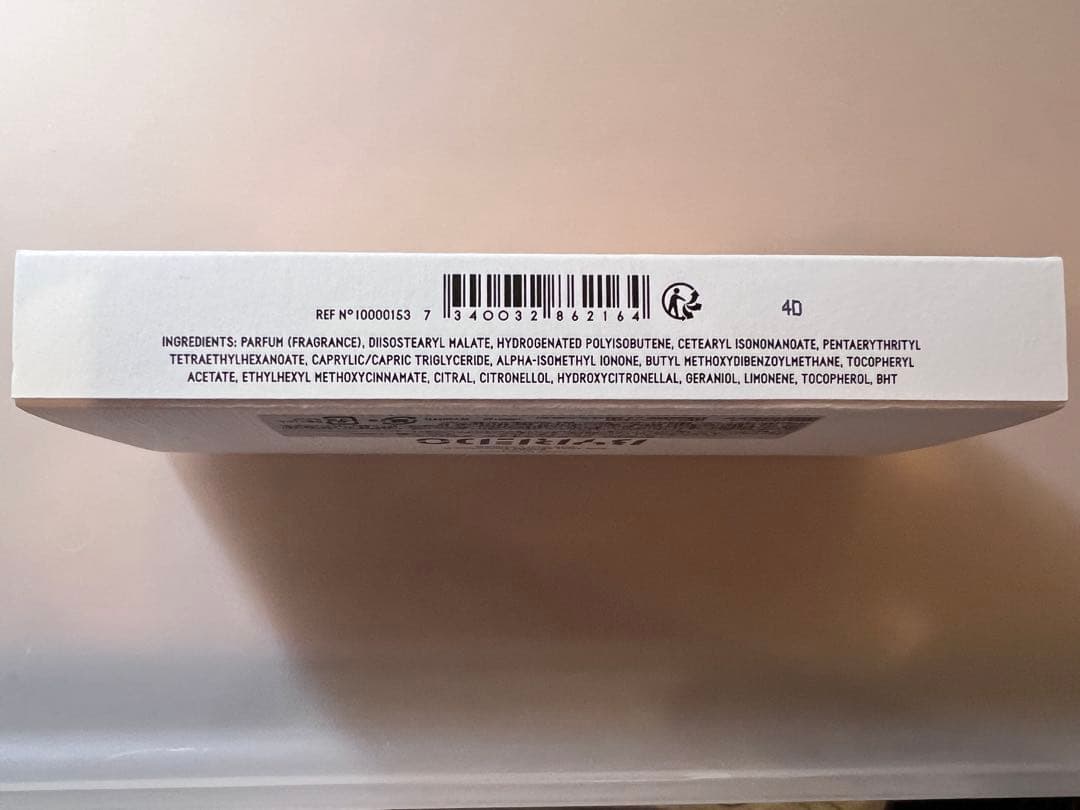 REF N°10000153 7 340032 862164 4D
INGREDIENTS: PARFUM (FRAGRANCE), DIISOSTEARYL MALATE, HYDROGENATED POLYISOBUTENE, CETEARYL ISONONANOATE, PENTAERYTHRITYL
TETRAETHYLHEXANOATE, CAPRYLIC/CAPRIC TRIGLYCERIDE, ALPHA-ISOMETHYL IONONE, BUTYL METHOXYDIBENZOYLMETHANE, TOCOPHERYL
ACETATE, ETHYLHEXYL METHOXYCINNAMATE, CITRAL, CITRONELLOL, HYDROXYCITRONELLAL, GERANIOL, LIMONENE, TOCOPHEROL, BHT
BYREDO